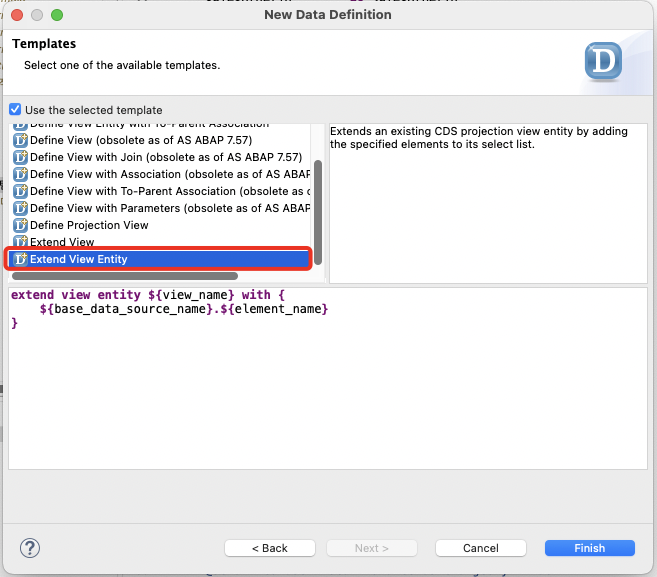 New Data Definition
Templates
Select one of the available templates.
D
Use the selected template
Define View Entity with To-Parent Association
Define View (obsolete as of AS ABAP 7.57)
Define View with Join (obsolete as of AS ABAP 7.57)
Define View with Association (obsolete as of AS ABAP
Define View with To-Parent Association (obsolete as o
Define View with Parameters (obsolete as of AS ABAP
Define Projection View
Extend View
Extend View Entity
Extends an existing CDS projection view entity by adding
the specified elements to its select list.
extend view entity ${view_name} with {
${base_data_source_name}.${element_name}
}
?
< Back
Next >
Cancel
Finish